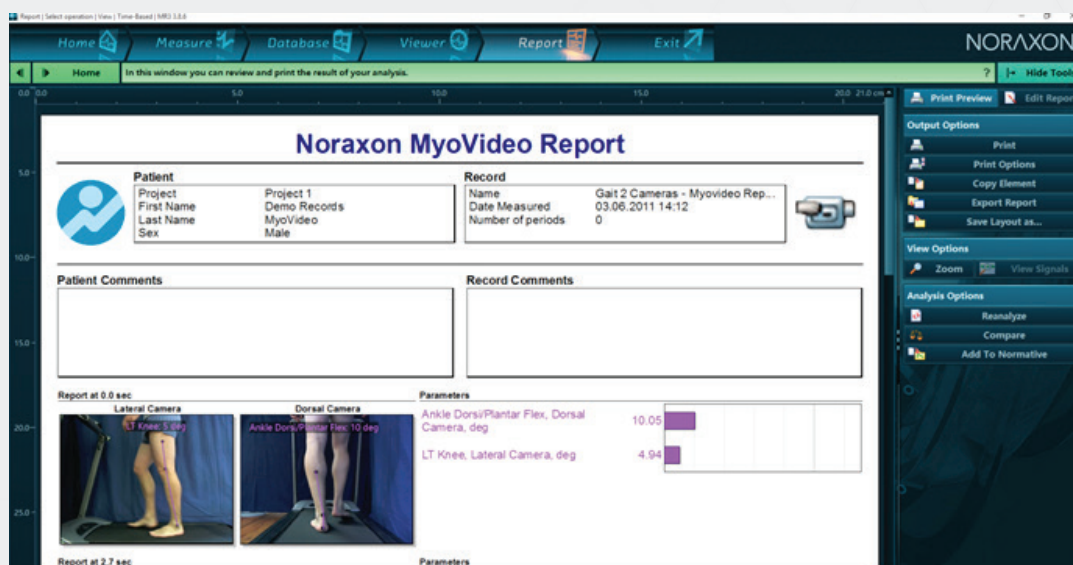 Report | Select operation | View | Time-Based | MR3 3.8.6
Home Measure Database Viewer Report Exit NORAXON
Home In this window you can review and print the result of your analysis. ? Hide Tools
0.0 0.0 5.0 10.0 15.0 20.0 21.0 cm
Print Preview Edit Repor
Noraxon MyoVideo Report
Output Options
Print
Print Options
Copy Element
Export Report
Save Layout as...
View Options
Zoom View Signals
Analysis Options
Reanalyze
Compare
Add To Normative
5.0
10.0
15.0
20.0
25.0
Patient
Project Project 1
First Name Demo Records
Last Name MyoVideo
Sex Male
Record
Name Gait 2 Cameras - Myovideo Rep...
Date Measured 03.06.2011 14:12
Number of periods 0
Patient Comments
Record Comments
Report at 0.0 sec
Lateral Camera
LT Knee: 5 deg
Dorsal Camera
Ankle Dorsi/Plantar Flex: 10 deg
Parameters
Ankle Dorsi/Plantar Flex, Dorsal
Camera, deg 10.05
LT Knee, Lateral Camera, deg 4.94
Report at 2.7 sec
Parameters